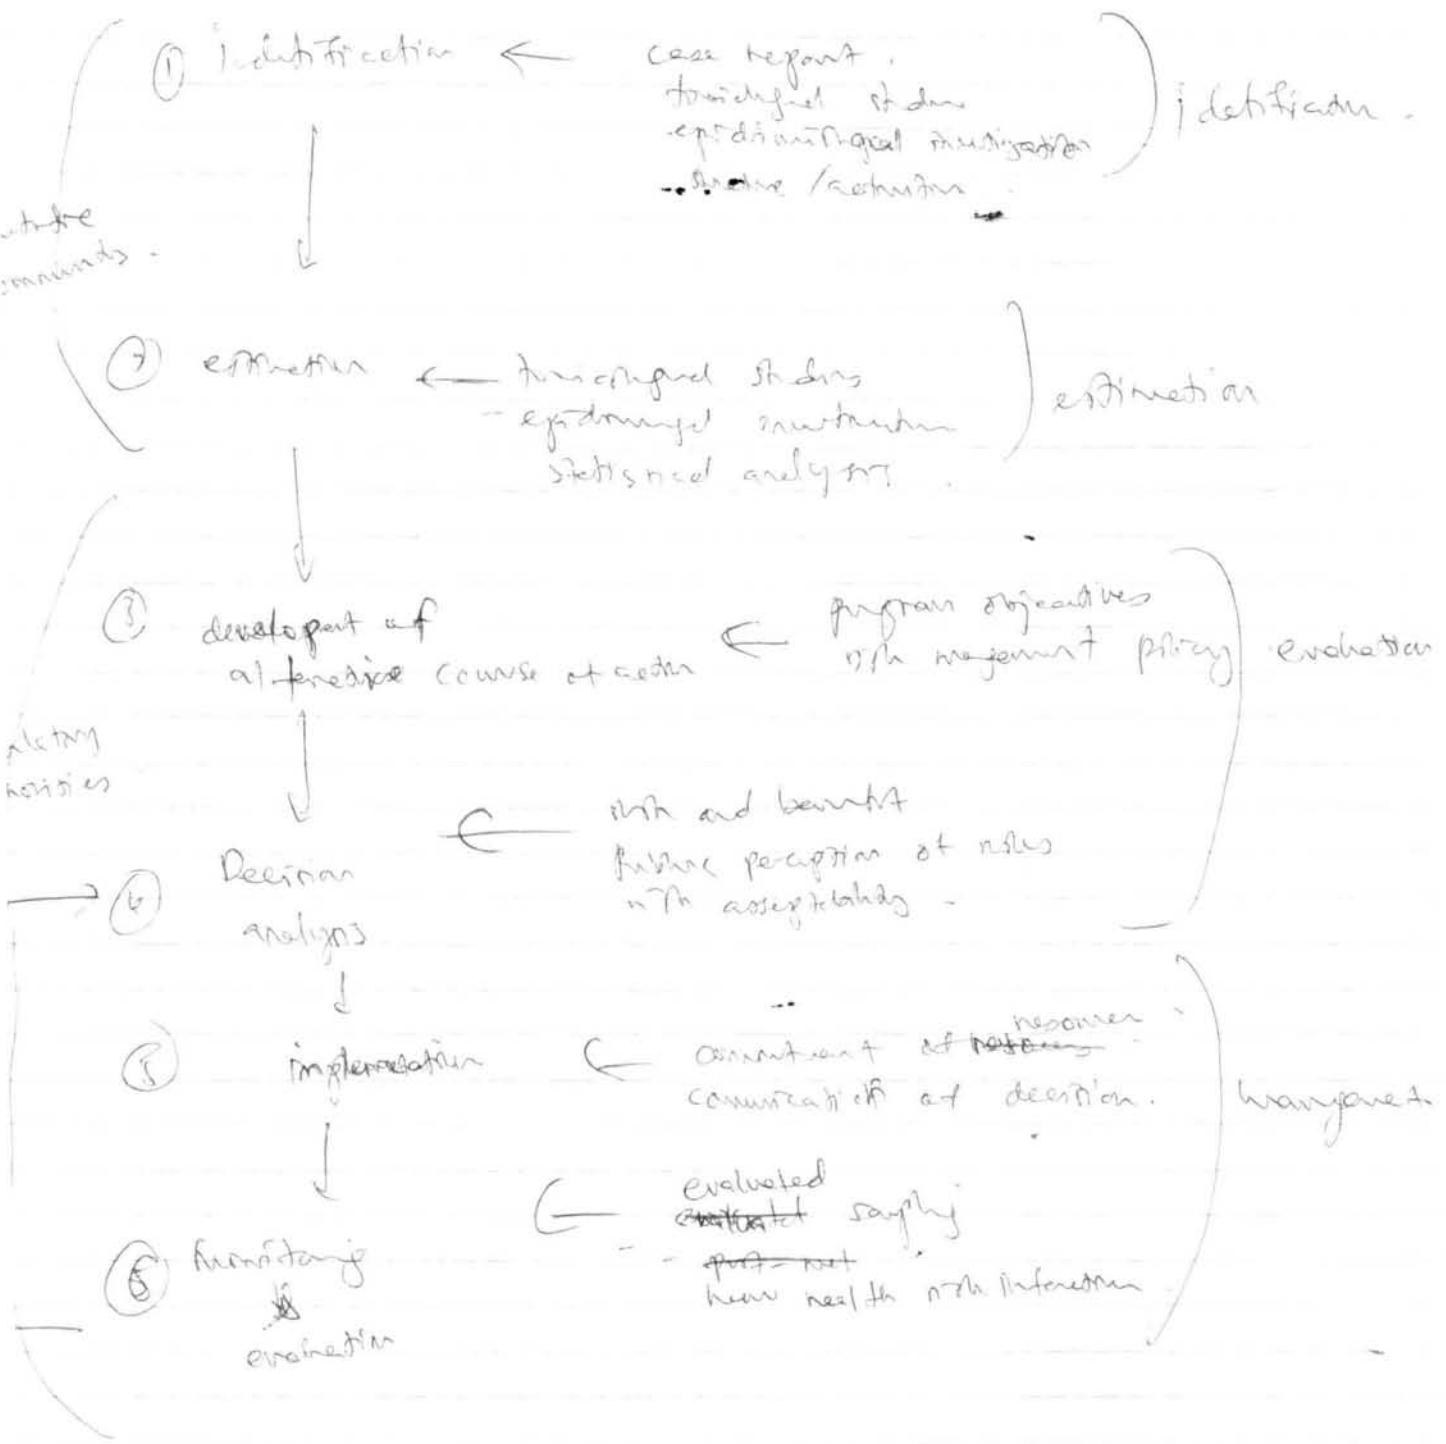 ① identification ← case report.
toxicological studies
epidemiological investigation
structure / activities
identification.
② estimation ← toxicological studies
- epidemiological
statistical analysis
estimation
③ development of
alternative course of action
← program objectives
risk management policy
evaluation
④ Decision
analysis
← risk and benefit
public perception of risks
risk acceptability
⑤ implementation
← commitment of resources
communication of decision.
management
⑥ monitoring
evaluation
← evaluated
sampling
new health risk information